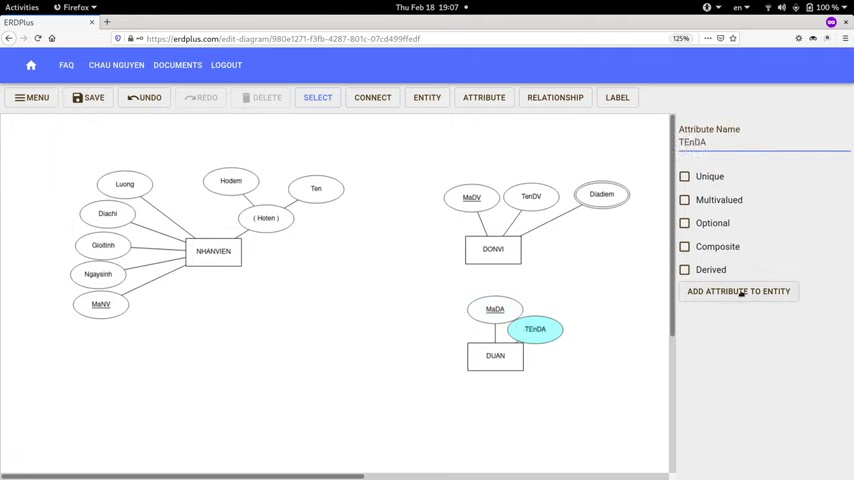 Activities Firefox Thu Feb 18 19:07 en 100 %
ERDPlus
https://erdplus.com/edit-diagram/980e1271-f3fb-4287-801c-07cd499ffedf 125%
FAQ CHAU NGUYEN DOCUMENTS LOGOUT
MENU SAVE UNDO REDO DELETE SELECT CONNECT ENTITY ATTRIBUTE RELATIONSHIP LABEL
Attribute Name
TEnDA
Unique
Multivalued
Optional
Composite
Derived
ADD ATTRIBUTE TO ENTITY
Luong
Hodem
Ten
Diachi
( Hoten )
Gioitinh
NHANVIEN
Ngaysinh
MaNV
MaDV
TenDV
Diadiem
DONVI
MaDA
TEnDA
DUAN